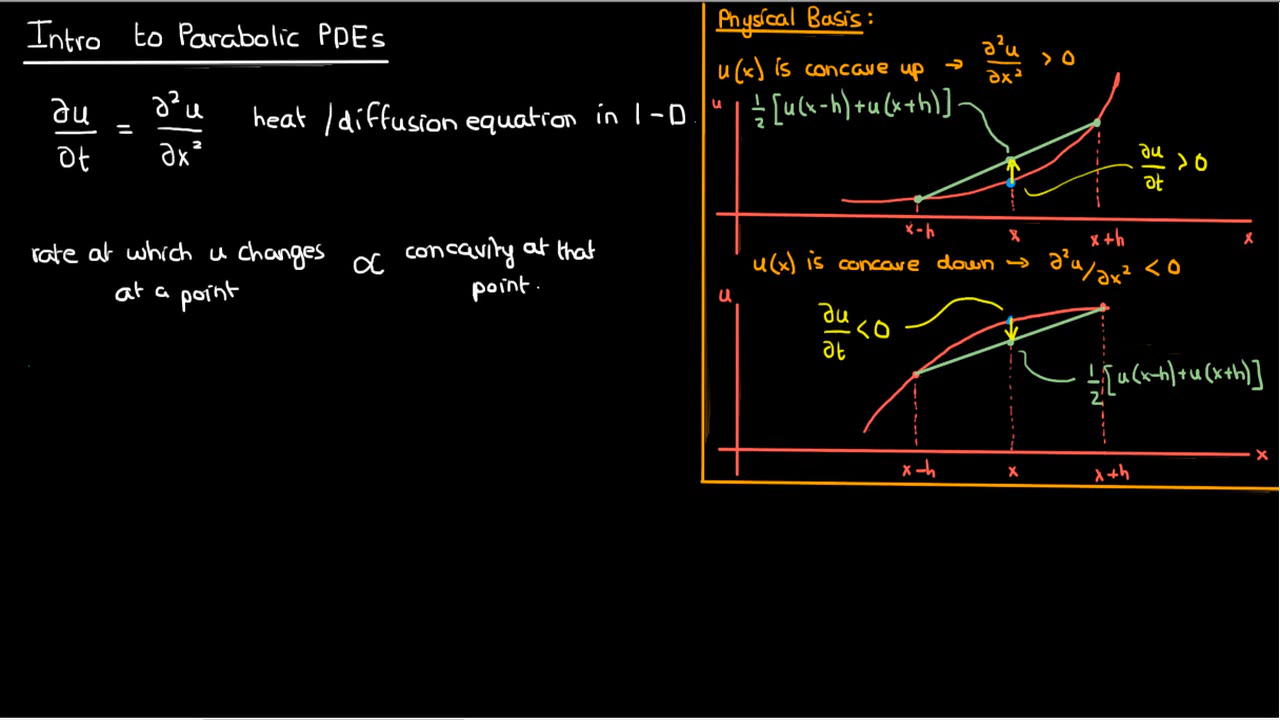 Intro to Parabolic PDEs
∂u/∂t = ∂²u/∂x² heat/diffusion equation in 1-D.
rate at which u changes at a point ∝ concavity at that point.
Physical Basis:
u(x) is concave up → ∂²u/∂x² > 0
u
½[u(x-h)+u(x+h)]
∂u/∂t > 0
x-h x x+h x
u(x) is concave down → ∂²u/∂x² < 0
u
∂u/∂t < 0
½[u(x-h)+u(x+h)]
x-h x x+h x